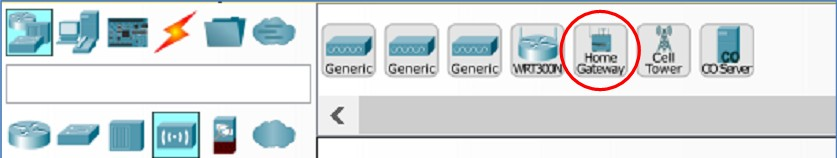 Generic
Generic
Generic
WRT300N
Home
Gateway
Cell
Tower
CO
CO Server